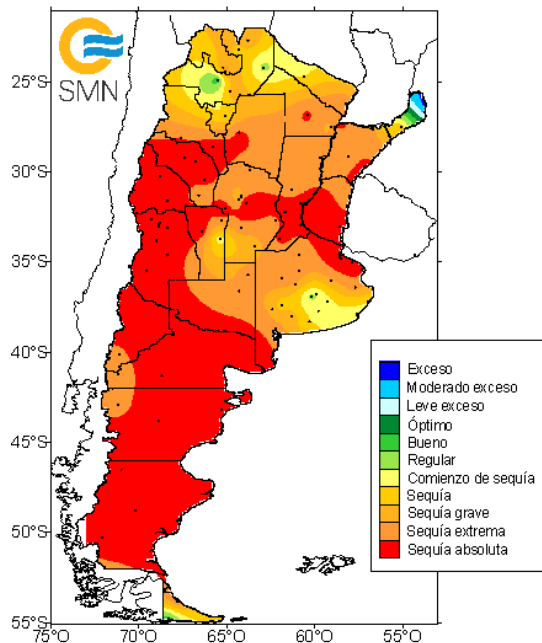 SMN
25°S
30°S
35°S
40°S
45°S
50°S
55°S
75°O
70°O
65°O
60°O
55°O
Exceso
Moderado exceso
Leve exceso
Óptimo
Bueno
Regular
Comienzo de sequía
Sequía
Sequía grave
Sequía extrema
Sequía absoluta